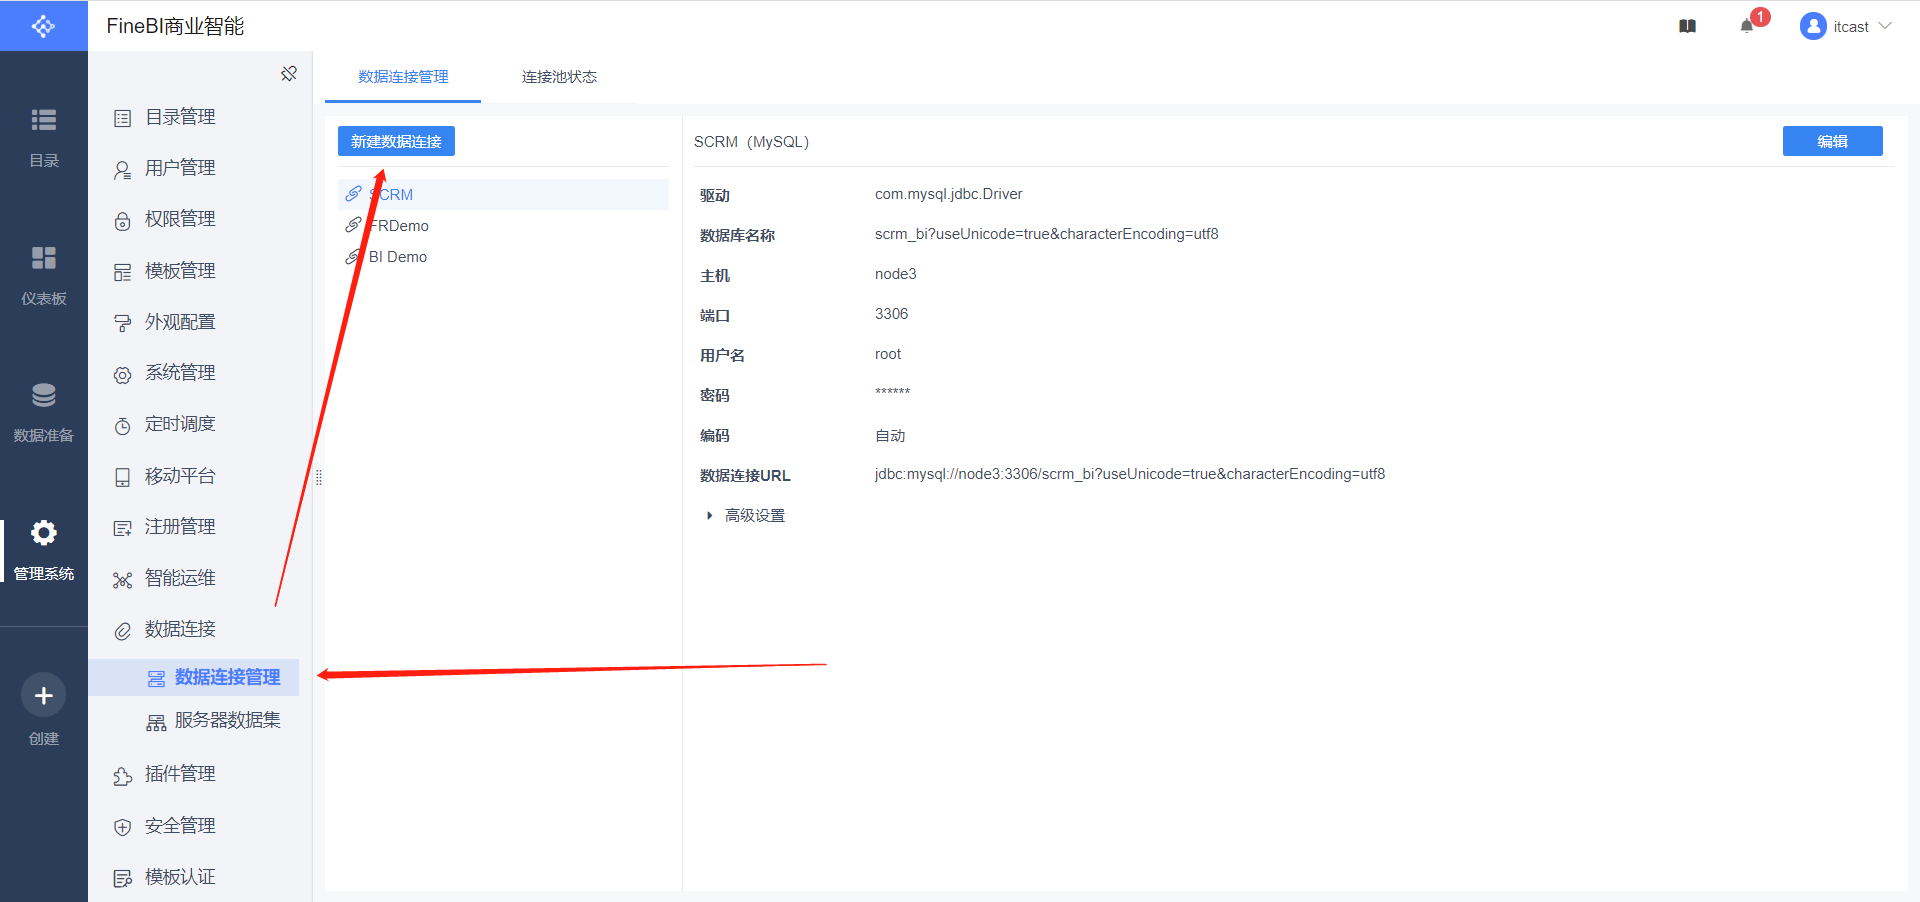 FineBI商业智能
1
itcast
目录
仪表板
数据准备
管理系统
创建
目录管理
用户管理
权限管理
模板管理
外观配置
系统管理
定时调度
移动平台
注册管理
智能运维
数据连接
数据连接管理
服务器数据集
插件管理
安全管理
模板认证
数据连接管理
连接池状态
新建数据连接
SCRM
FRDemo
BI Demo
SCRM（MySQL）
编辑
驱动 com.mysql.jdbc.Driver
数据库名称 scrm_bi?useUnicode=true&characterEncoding=utf8
主机 node3
端口 3306
用户名 root
密码 ******
编码 自动
数据连接URL jdbc:mysql://node3:3306/scrm_bi?useUnicode=true&characterEncoding=utf8
高级设置